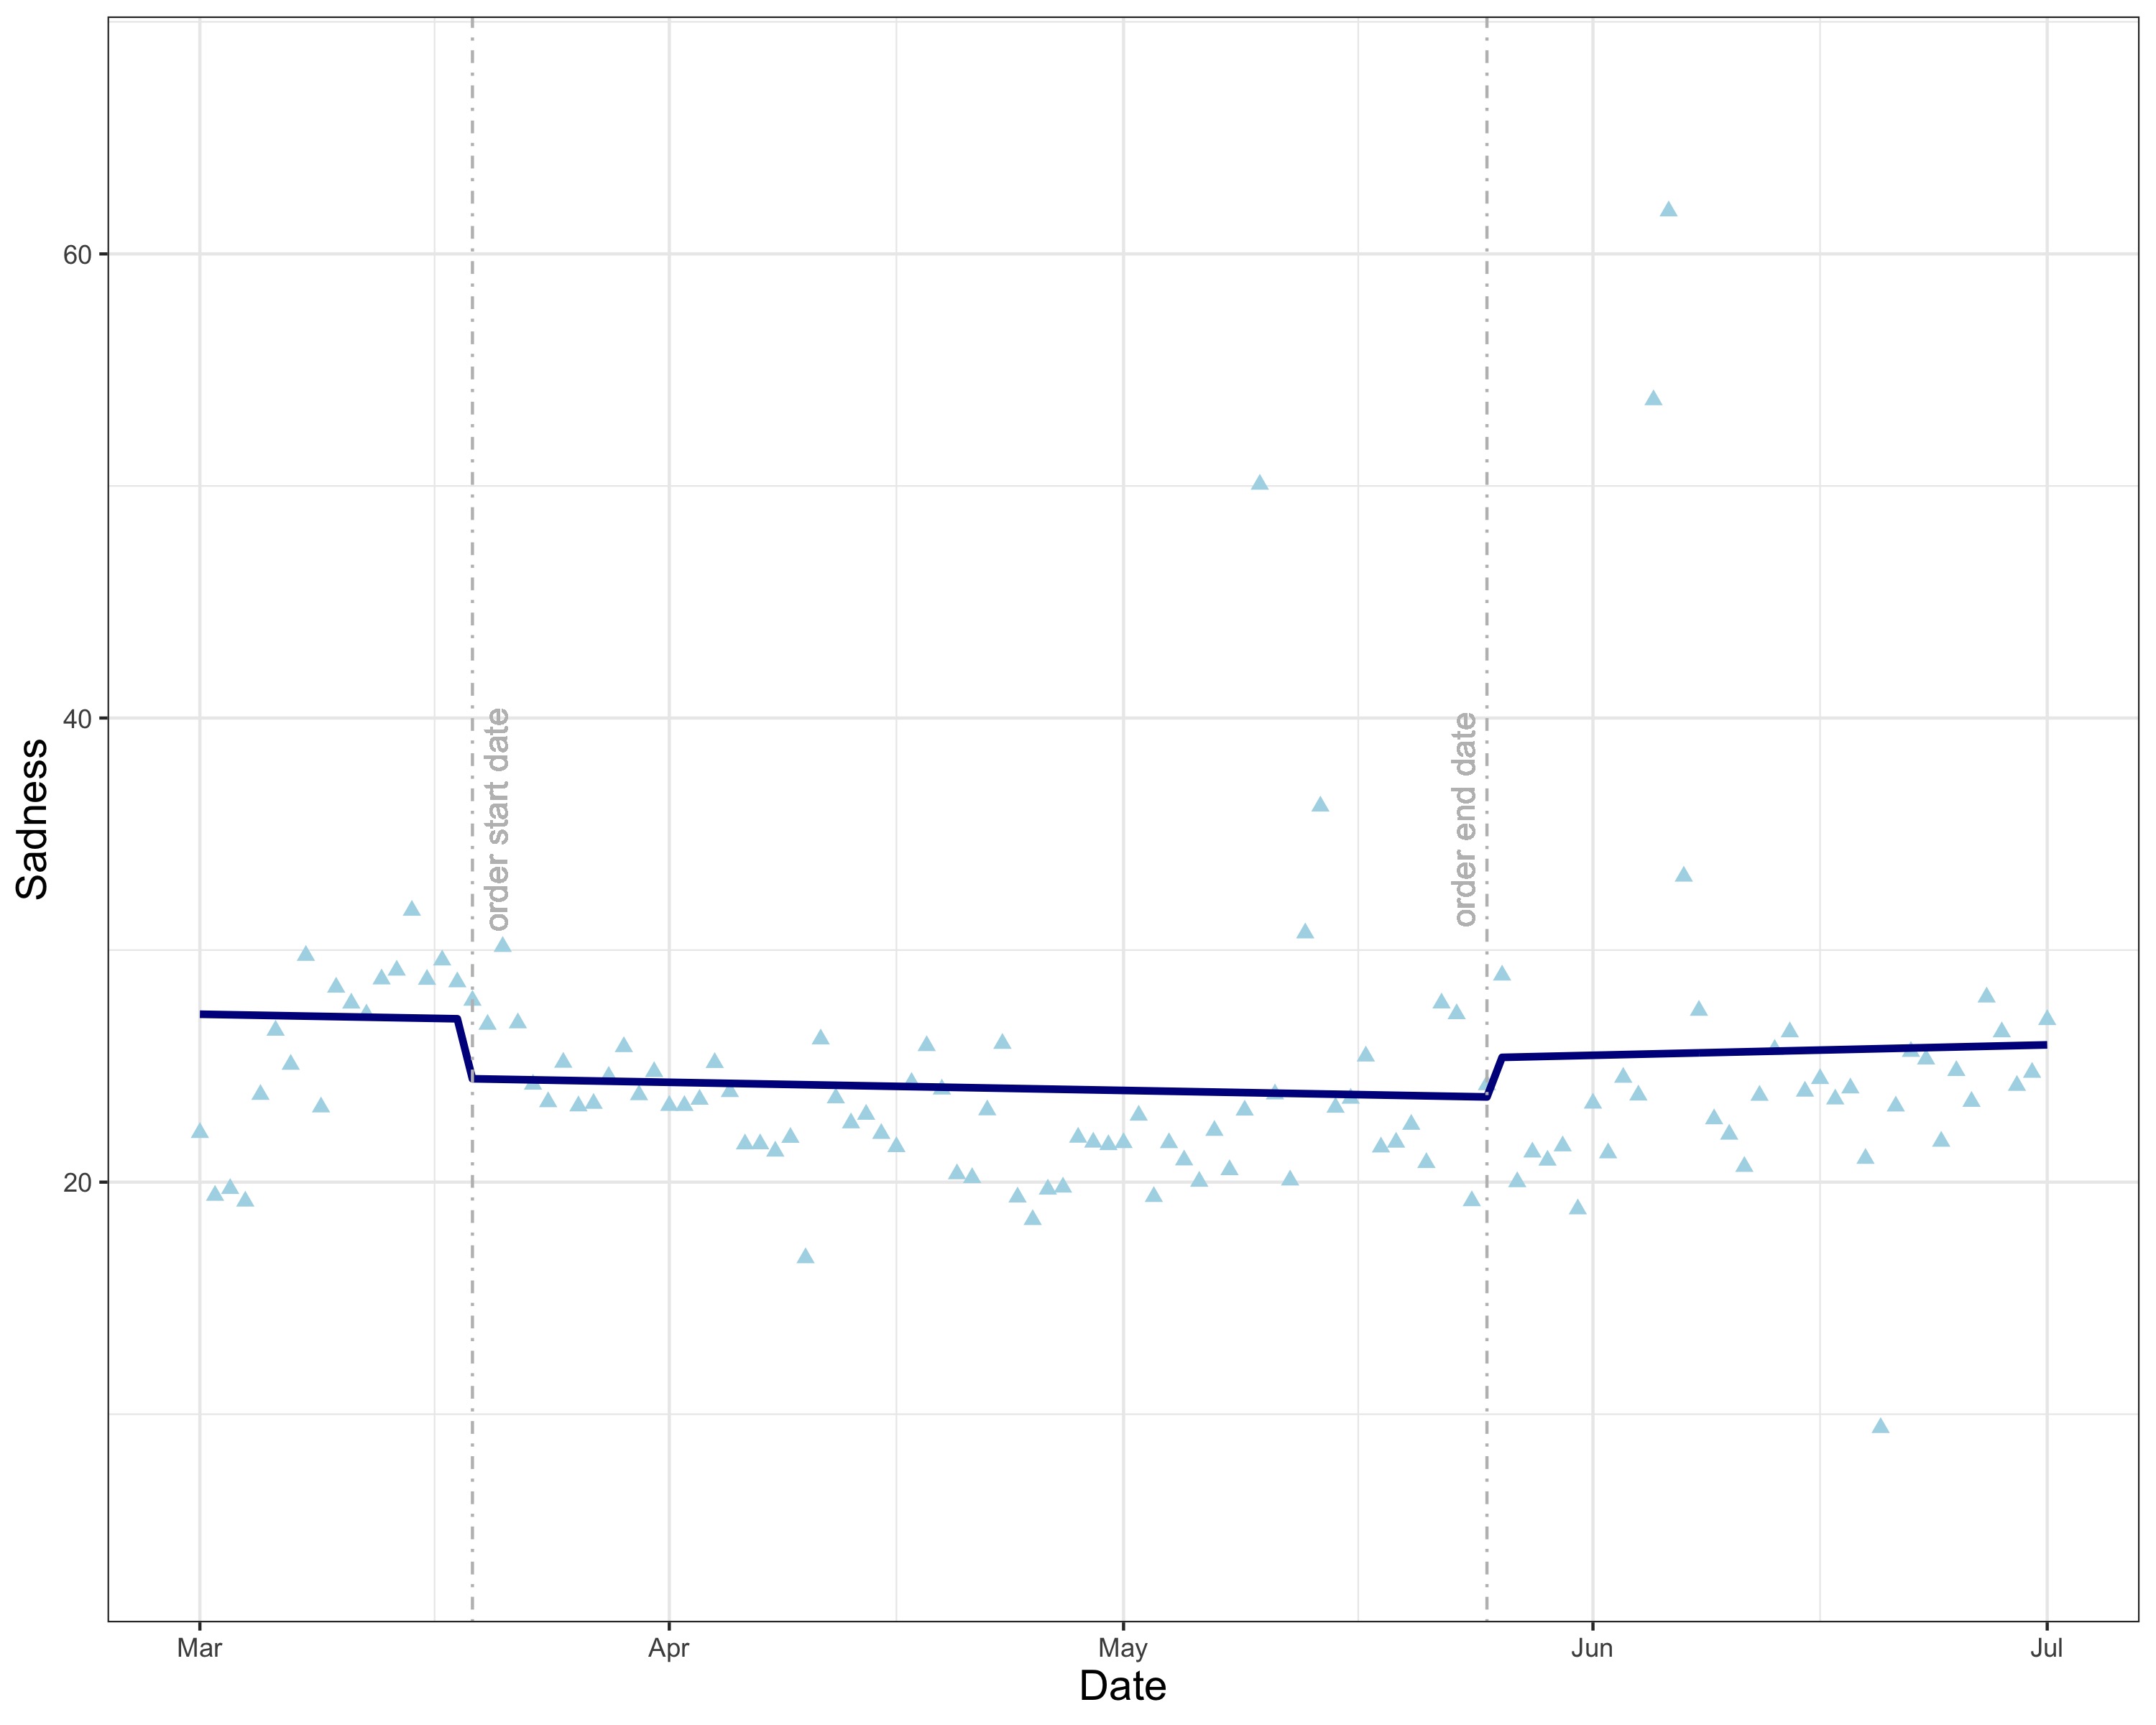 60
40
20
Sadness
order start date
order end date
Mar
Apr
May
Jun
Jul
Date